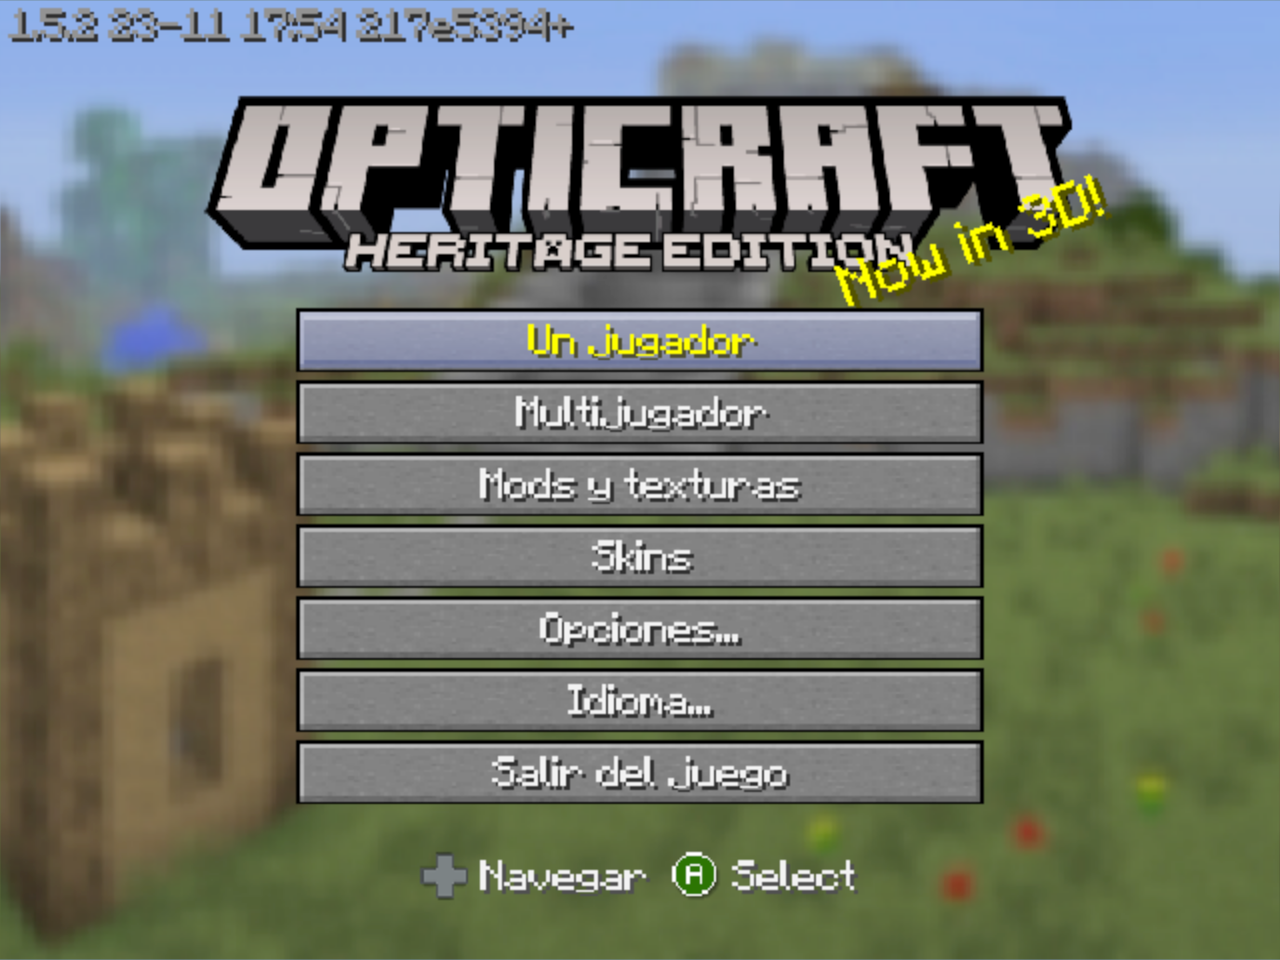 1.5.2 23-11 17:54 217e5394+
OPTICRAFT
HERITAGE EDITION
Now in 3D!
Un jugador
Multijugador
Mods y texturas
Skins
Opciones...
Idioma...
Salir del juego
Navegar A Select